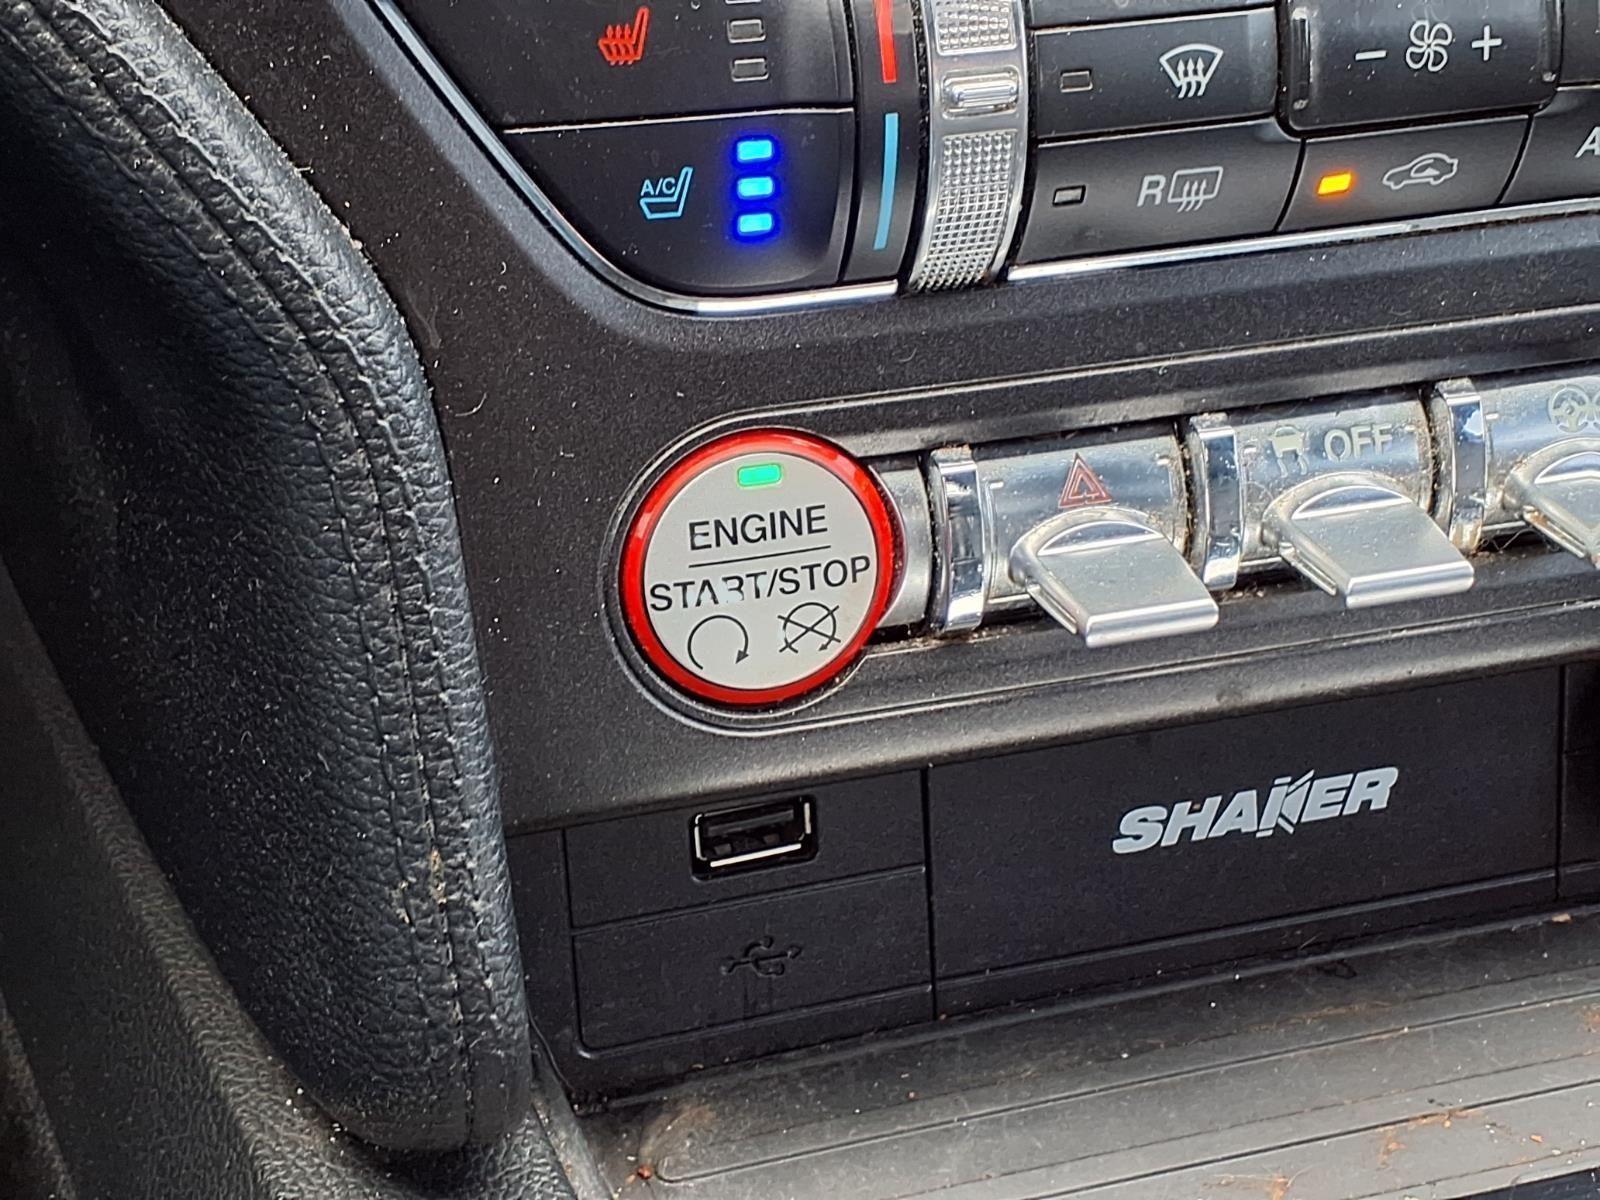 A/C
R
A
ENGINE
START/STOP
OFF
SHAKER